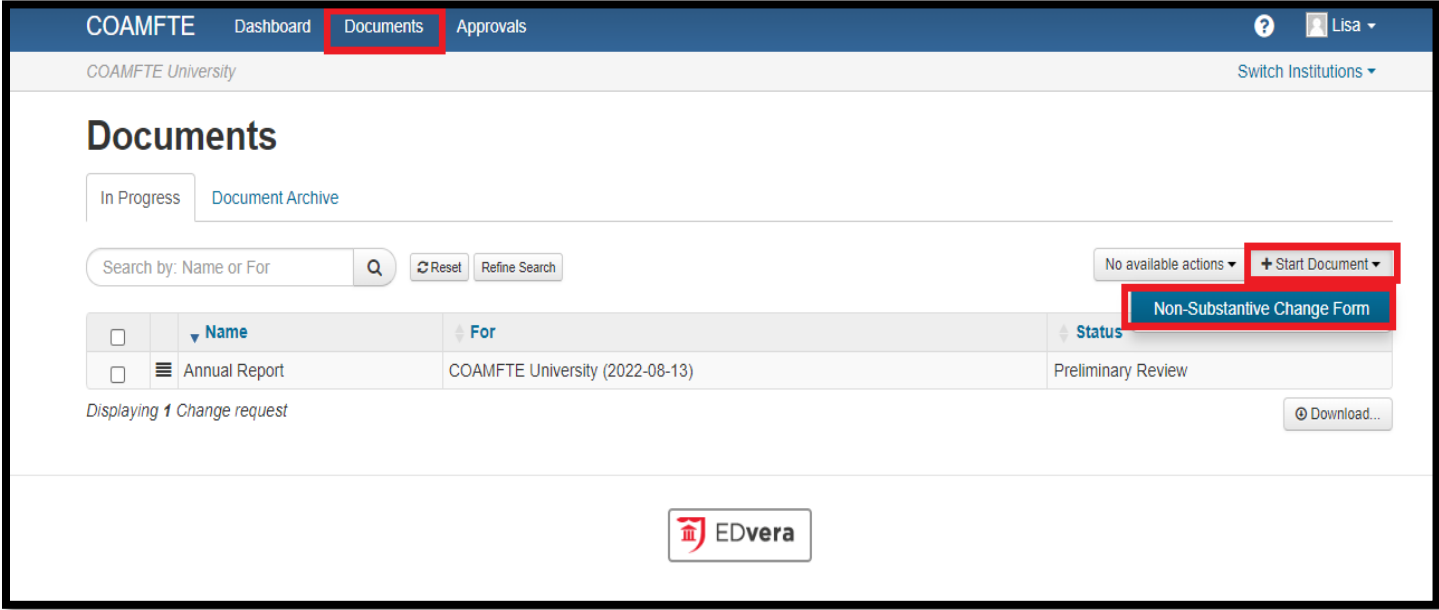 COAMFTE Dashboard Documents Approvals ? Lisa
COAMFTE University Switch Institutions
Documents
In Progress Document Archive
Search by: Name or For Reset Refine Search No available actions + Start Document
Non-Substantive Change Form
Name For Status
Annual Report COAMFTE University (2022-08-13) Preliminary Review
Displaying 1 Change request Download...
EDvera